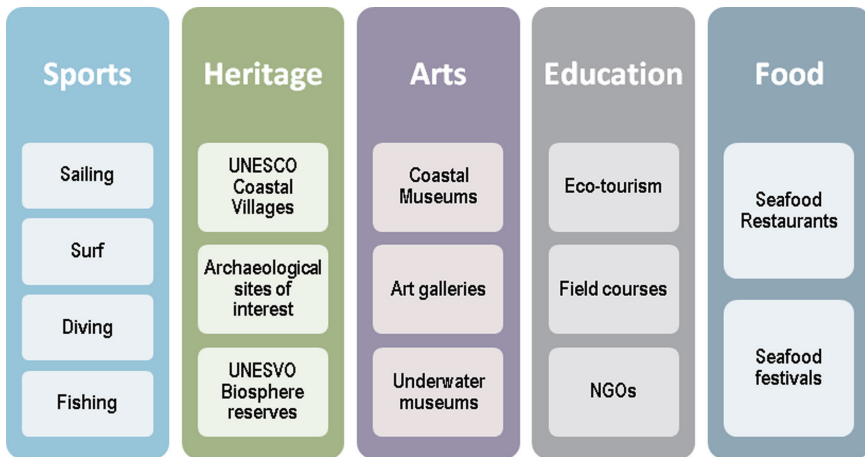 Sports
Sailing
Surf
Diving
Fishing
Heritage
UNESCO
Coastal
Villages
Archaeological
sites of
interest
UNESVO
Biosphere
reserves
Arts
Coastal
Museums
Art galleries
Underwater
museums
Education
Eco-tourism
Field courses
NGOs
Food
Seafood
Restaurants
Seafood
festivals